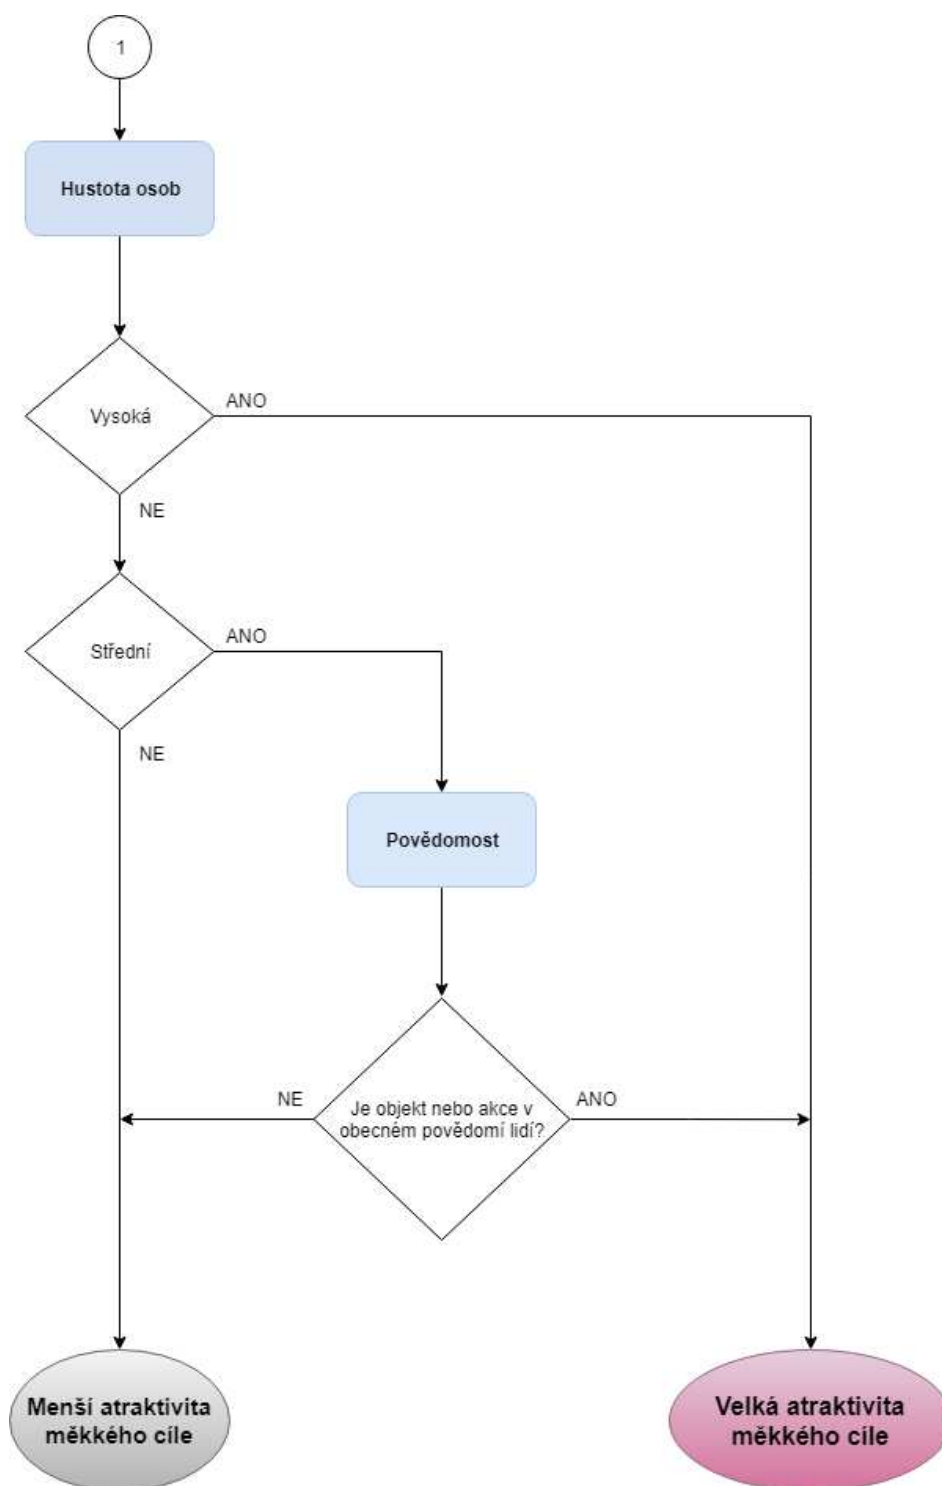 1
Hustota osob
Vysoká
ANO
NE
Střední
ANO
NE
Povědomost
Je objekt nebo akce v
obecném povědomí lidí?
NE
ANO
Menší atraktivita
měkkého cíle
Velká atraktivita
měkkého cíle